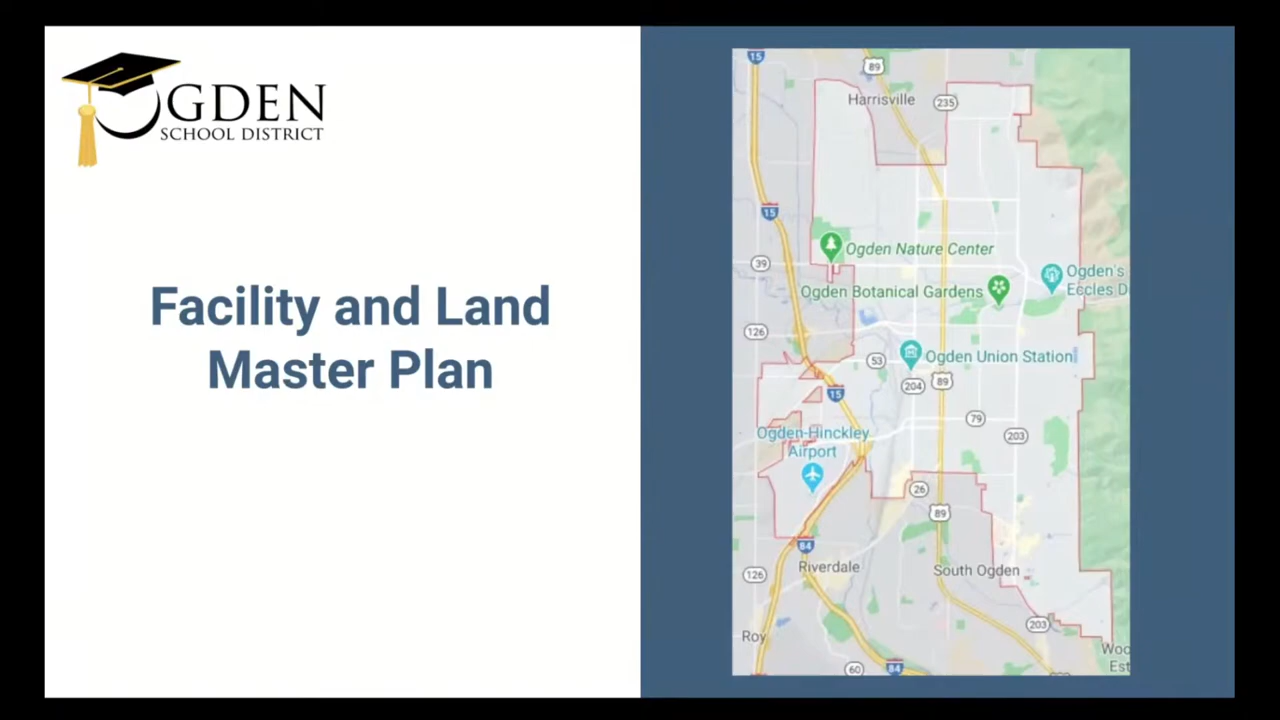 OGDEN
SCHOOL DISTRICT
Facility and Land
Master Plan
15
89
Harrisville
235
15
Ogden Nature Center
39
Ogden's
Eccles D
Ogden Botanical Gardens
126
53
Ogden Union Station
204
89
15
79
Ogden-Hinckley
Airport
203
26
89
84
Riverdale
South Ogden
126
203
Roy
Woo
Est
60
84